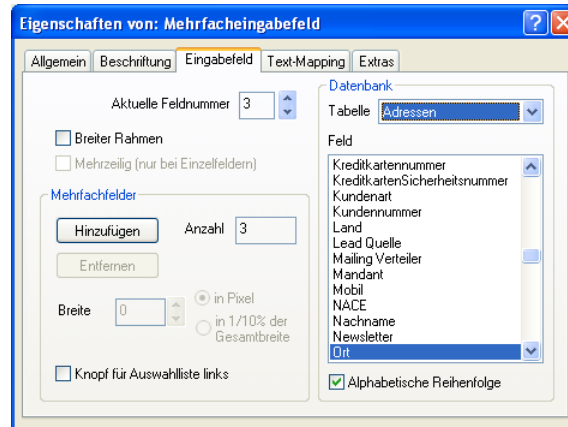 Eigenschaften von: Mehrfacheingabefeld
Allgemein Beschriftung Eingabefeld Text-Mapping Extras
Aktuelle Feldnummer 3
Breiter Rahmen
Mehrzeilig (nur bei Einzelfeldern)
Mehrfachfelder
Hinzufügen Anzahl 3
Entfernen
Breite 0
in Pixel
in 1/10% der
Gesamtbreite
Knopf für Auswahlliste links
Datenbank
Tabelle Adressen
Feld
Kreditkartennummer
KreditkartenSicherheitsnummer
Kundenart
Kundennummer
Land
Lead Quelle
Mailing Verteiler
Mandant
Mobil
NACE
Nachname
Newsletter
Ort
Alphabetische Reihenfolge